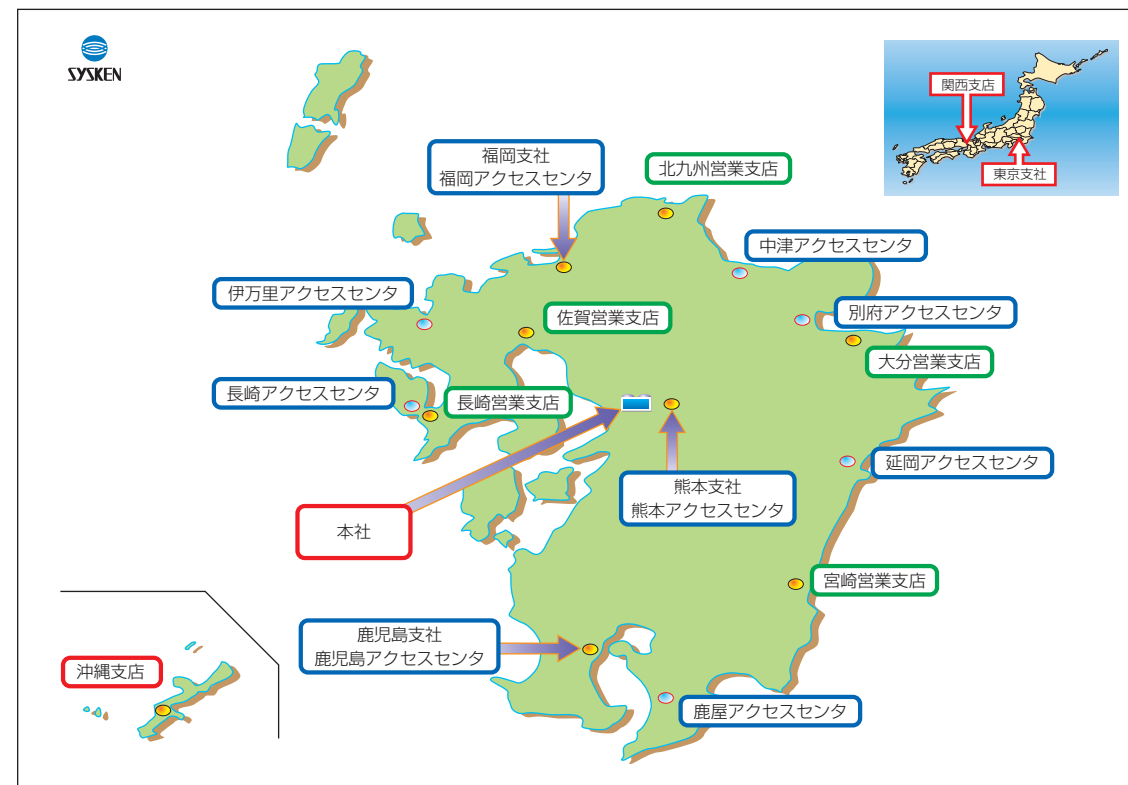 SYSKEN
関西支店
東京支社
福岡支社
福岡アクセスセンタ
北九州営業支店
中津アクセスセンタ
伊万里アクセスセンタ
佐賀営業支店
別府アクセスセンタ
大分営業支店
長崎アクセスセンタ
長崎営業支店
延岡アクセスセンタ
熊本支社
熊本アクセスセンタ
本社
宮崎営業支店
鹿児島支社
鹿児島アクセスセンタ
沖縄支店
鹿屋アクセスセンタ